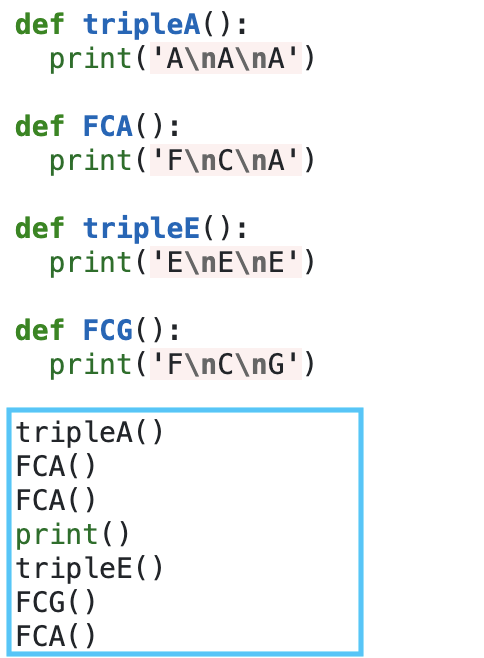 def tripleA():
  print('A\nA\nA')

def FCA():
  print('F\nC\nA')

def tripleE():
  print('E\nE\nE')

def FCG():
  print('F\nC\nG')

tripleA()
FCA()
FCA()
print()
tripleE()
FCG()
FCA()